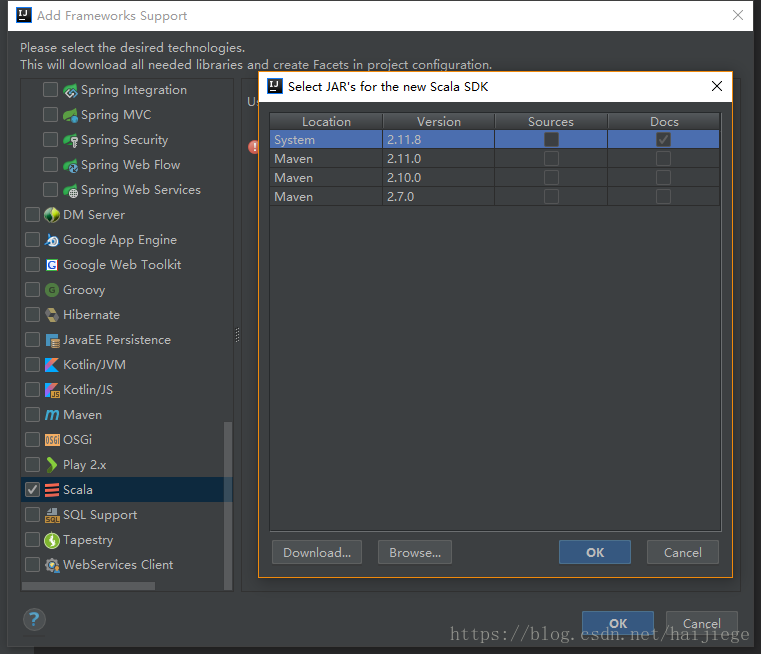 Add Frameworks Support
Please select the desired technologies.
This will download all needed libraries and create Facets in project configuration.
Spring Integration
Spring MVC
Spring Security
Spring Web Flow
Spring Web Services
DM Server
Google App Engine
Google Web Toolkit
Groovy
Hibernate
JavaEE Persistence
Kotlin/JVM
Kotlin/JS
Maven
OSGi
Play 2.x
Scala
SQL Support
Tapestry
WebServices Client
Select JAR's for the new Scala SDK
Location Version Sources Docs
System 2.11.8
Maven 2.11.0
Maven 2.10.0
Maven 2.7.0
Download... Browse... OK Cancel
? OK Cancel
https://blog.csdn.net/haijiege